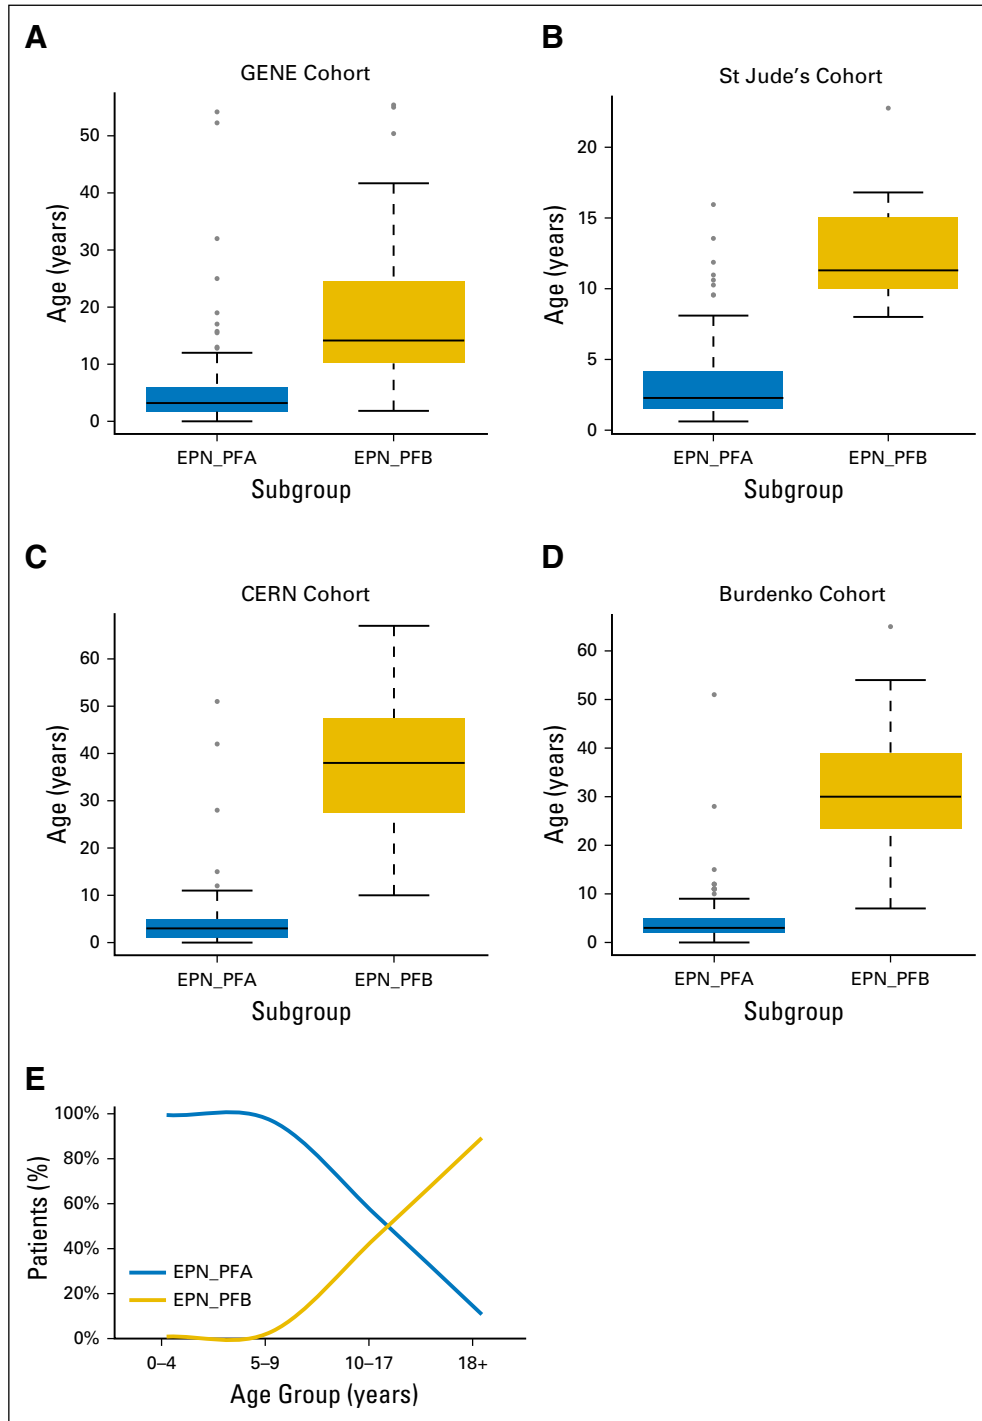 A
GENE Cohort
Age (years)
50
40
30
20
10
0
EPN_PFA
EPN_PFB
Subgroup
B
St Jude's Cohort
Age (years)
20
15
10
5
0
EPN_PFA
EPN_PFB
Subgroup
C
CERN Cohort
Age (years)
60
50
40
30
20
10
0
EPN_PFA
EPN_PFB
Subgroup
D
Burdenko Cohort
Age (years)
60
50
40
30
20
10
0
EPN_PFA
EPN_PFB
Subgroup
E
Patients (%)
100%
80%
60%
40%
20%
0%
EPN_PFA
EPN_PFB
0–4
5–9
10–17
18+
Age Group (years)